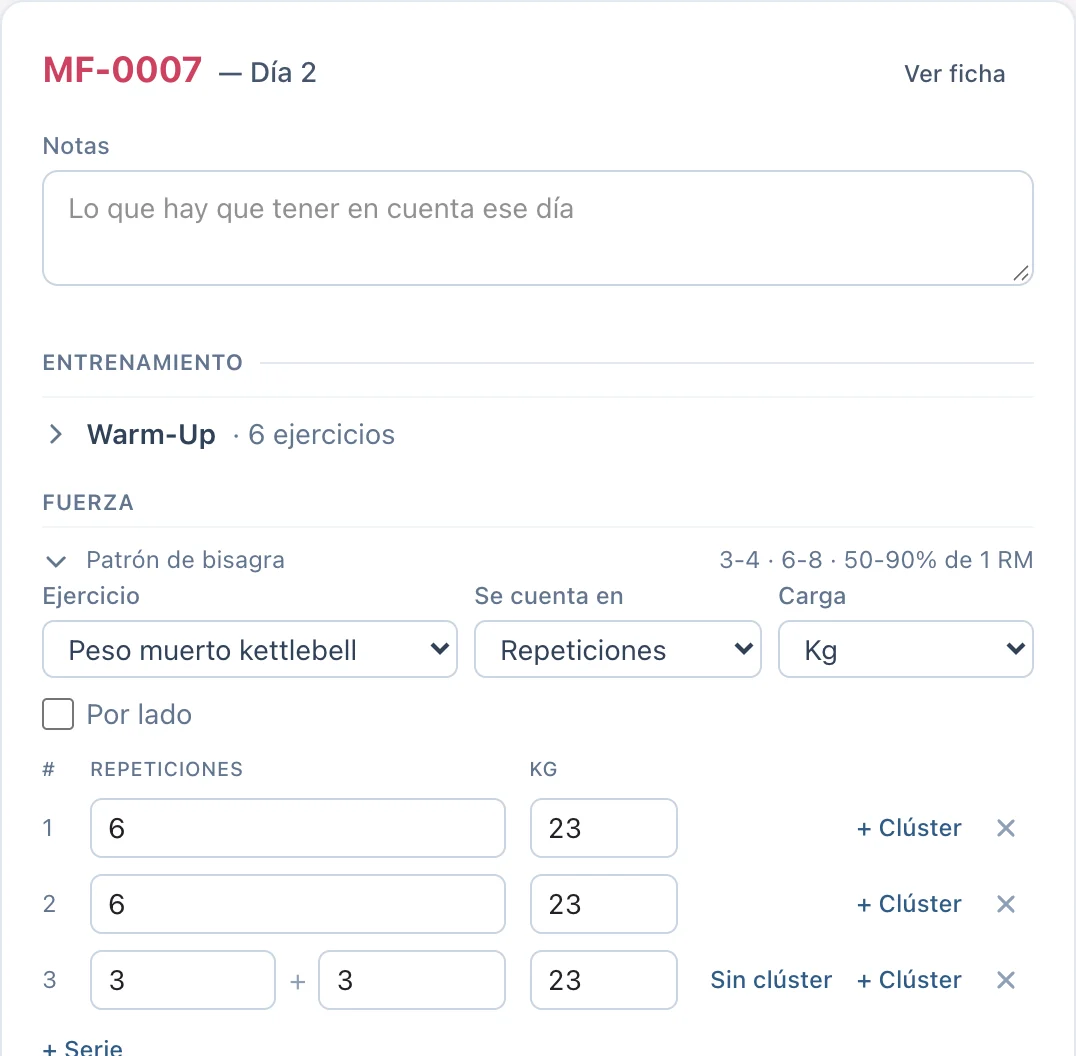 MF-0007 — Día 2 Ver ficha
Notas
Lo que hay que tener en cuenta ese día
ENTRENAMIENTO
Warm-Up · 6 ejercicios
FUERZA
Patrón de bisagra 3-4 · 6-8 · 50-90% de 1 RM
Ejercicio Se cuenta en Carga
Peso muerto kettlebell Repeticiones Kg
Por lado
# REPETICIONES KG
1 6 23 + Clúster ×
2 6 23 + Clúster ×
3 3 + 3 23 Sin clúster + Clúster ×
+ Serie